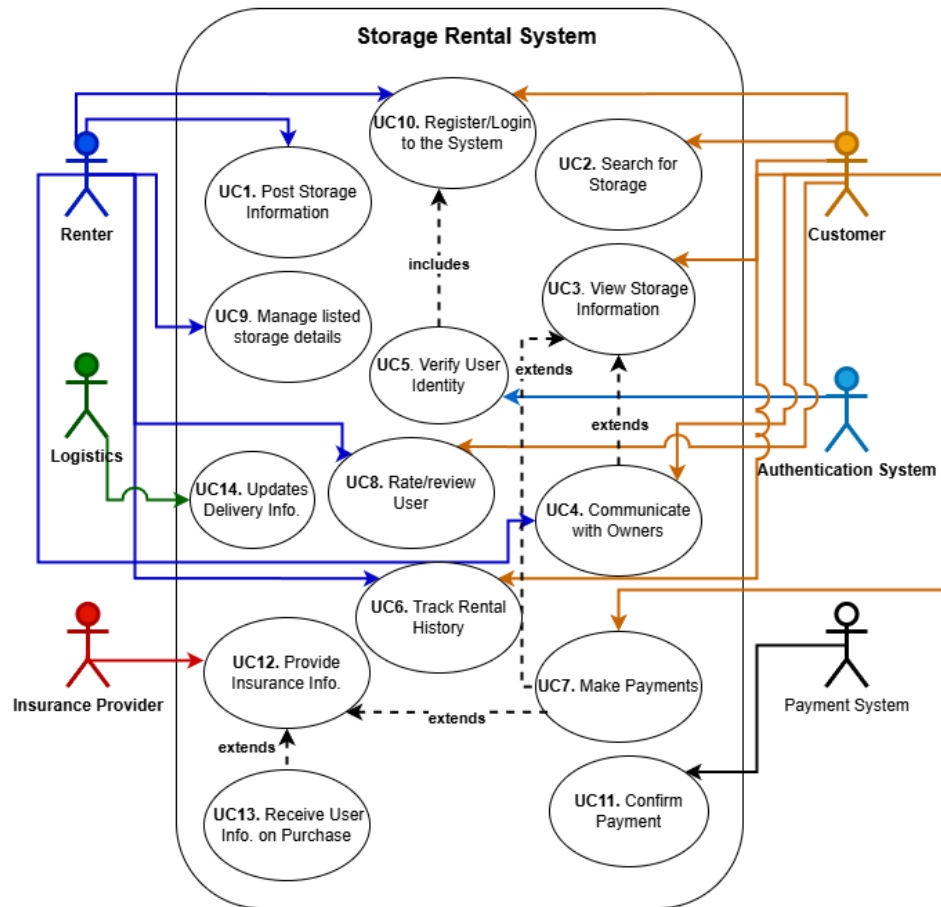 Storage Rental System
UC10. Register/Login
to the System
UC2. Search for
Storage
UC1. Post Storage
Information
Renter
Customer
includes
UC3. View Storage
Information
UC9. Manage listed
storage details
UC5. Verify User
Identity
extends
extends
Logistics
Authentication System
UC14. Updates
Delivery Info.
UC8. Rate/review
User
UC4. Communicate
with Owners
UC6. Track Rental
History
UC12. Provide
Insurance Info.
UC7. Make Payments
Insurance Provider
Payment System
extends
extends
UC13. Receive User
Info. on Purchase
UC11. Confirm
Payment